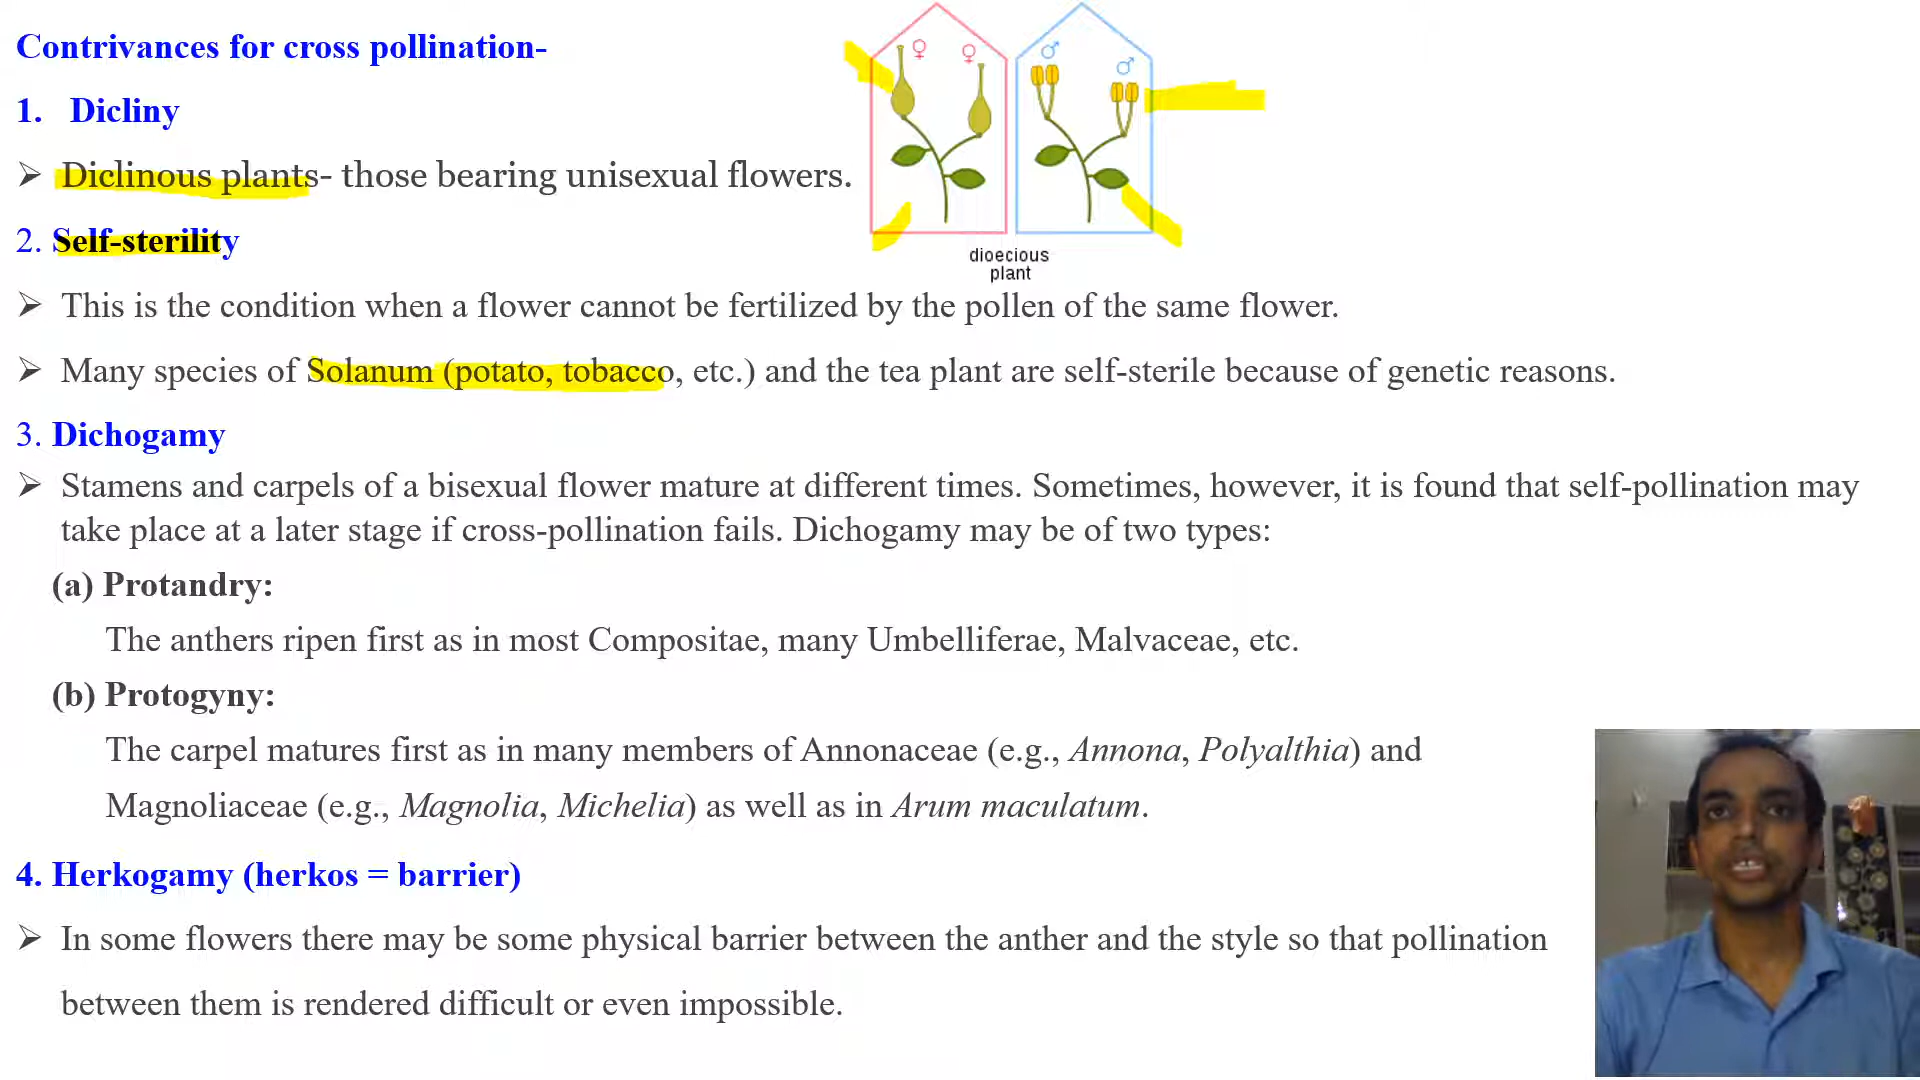 Contrivances for cross pollination-
1. Dicliny
➢ Diclinous plants- those bearing unisexual flowers.
♀ ♀ ♂ ♂
dioecious
plant
2. Self-sterility
➢ This is the condition when a flower cannot be fertilized by the pollen of the same flower.
➢ Many species of Solanum (potato, tobacco, etc.) and the tea plant are self-sterile because of genetic reasons.
3. Dichogamy
➢ Stamens and carpels of a bisexual flower mature at different times. Sometimes, however, it is found that self-pollination may
take place at a later stage if cross-pollination fails. Dichogamy may be of two types:
(a) Protandry:
The anthers ripen first as in most Compositae, many Umbelliferae, Malvaceae, etc.
(b) Protogyny:
The carpel matures first as in many members of Annonaceae (e.g., Annona, Polyalthia) and
Magnoliaceae (e.g., Magnolia, Michelia) as well as in Arum maculatum.
4. Herkogamy (herkos = barrier)
➢ In some flowers there may be some physical barrier between the anther and the style so that pollination
between them is rendered difficult or even impossible.